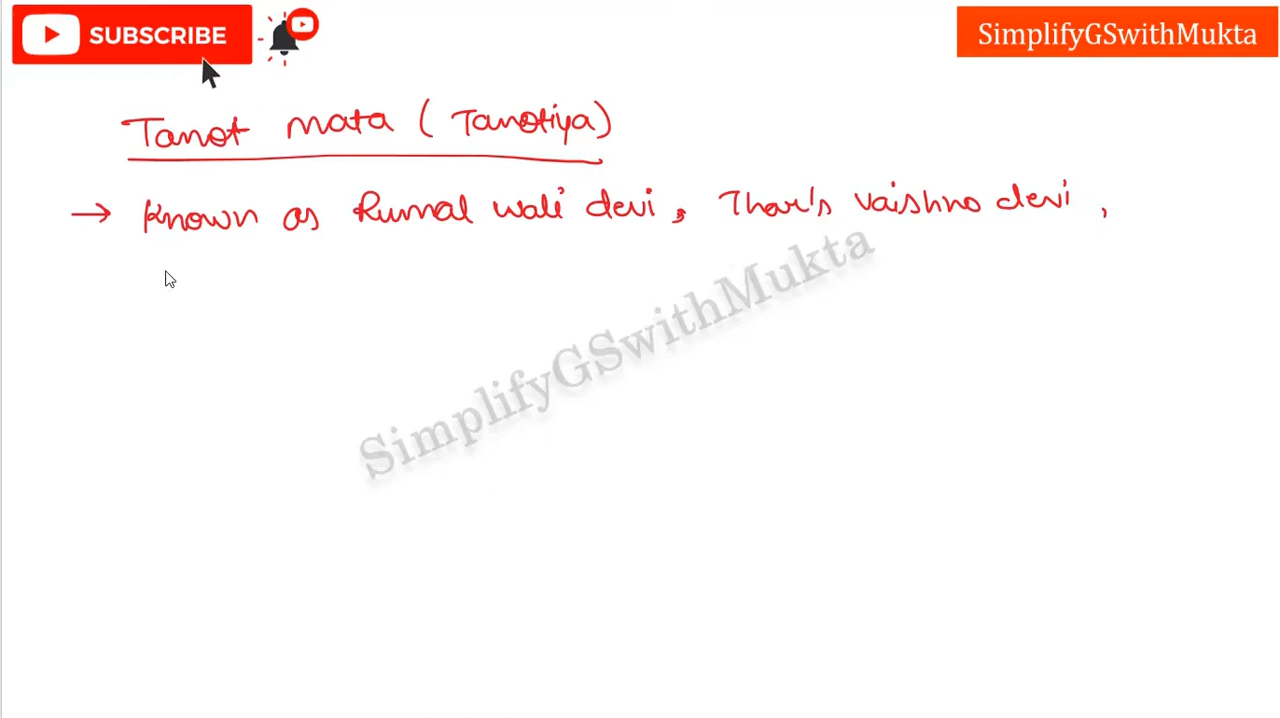 SUBSCRIBE
SimplifyGSwithMukta
Tanot mata (Tanotiya)
→ Known as Rumal wali devi, Thar's vaishno devi,
SimplifyGSwithMukta